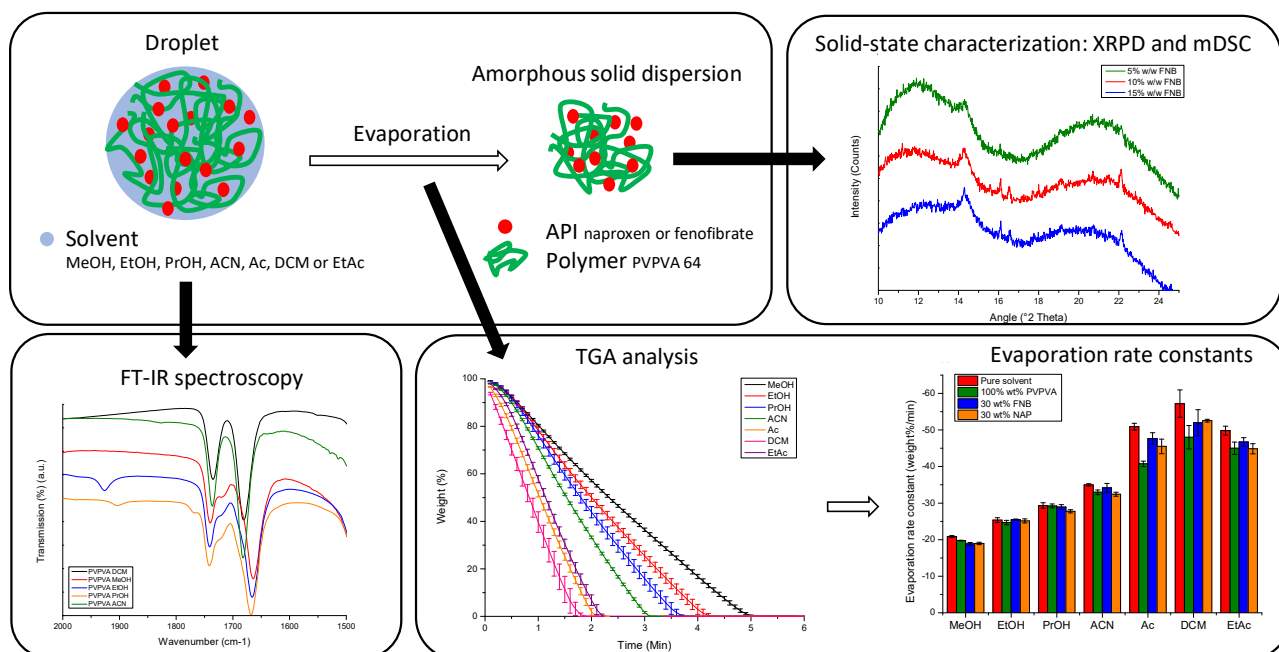 Droplet
Amorphous solid dispersion
Evaporation
Solvent
MeOH, EtOH, PrOH, ACN, Ac, DCM or EtAc
API naproxen or fenofibrate
Polymer PVPVA 64
Solid-state characterization: XRPD and mDSC
5% w/w FNB
10% w/w FNB
15% w/w FNB
Intensity (Counts)
10 12 14 16 18 20 22 24
Angle (°2 Theta)
FT-IR spectroscopy
Transmission (%) (a.u.)
PVPVA DCM
PVPVA MeOH
PVPVA EtOH
PVPVA PrOH
PVPVA ACN
2000 1900 1800 1700 1600 1500
Wavenumber (cm-1)
TGA analysis
MeOH
EtOH
PrOH
ACN
Ac
DCM
EtAc
Weight (%)
100
80
60
40
20
0
0 1 2 3 4 5 6
Time (Min)
Evaporation rate constants
Pure solvent
100% wt% PVPVA
30 wt% FNB
30 wt% NAP
Evaporation rate constant (weight%/min)
-60
-50
-40
-30
-20
-10
0
MeOH EtOH PrOH ACN Ac DCM EtAc